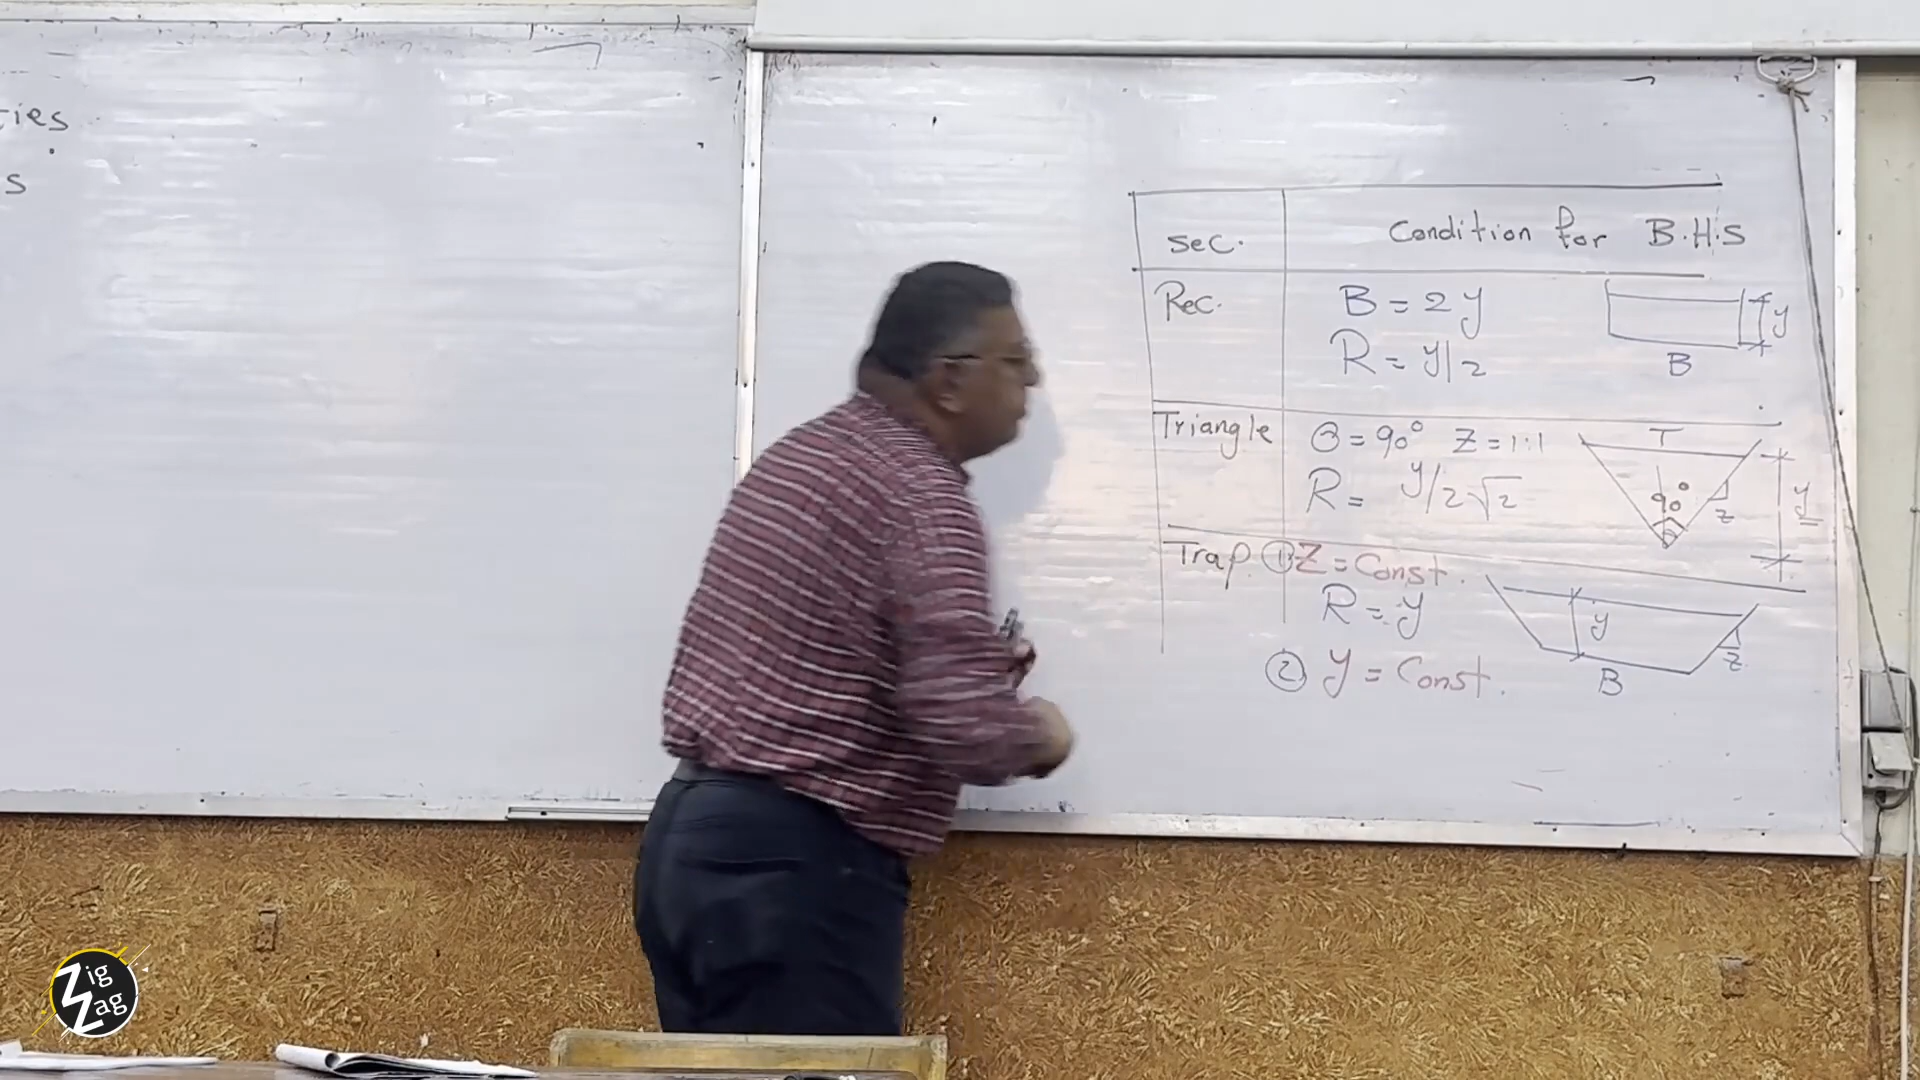 ties
s
sec.
Condition for B.H.S
Rec.
B = 2y
R = y/2
y
B
Triangle
θ = 90° Z = 1:1
R = y/2√2
T
90°
z
y
Trap. ① Z = Const.
R = y
② y = Const.
y
z
B
Zig
Zag